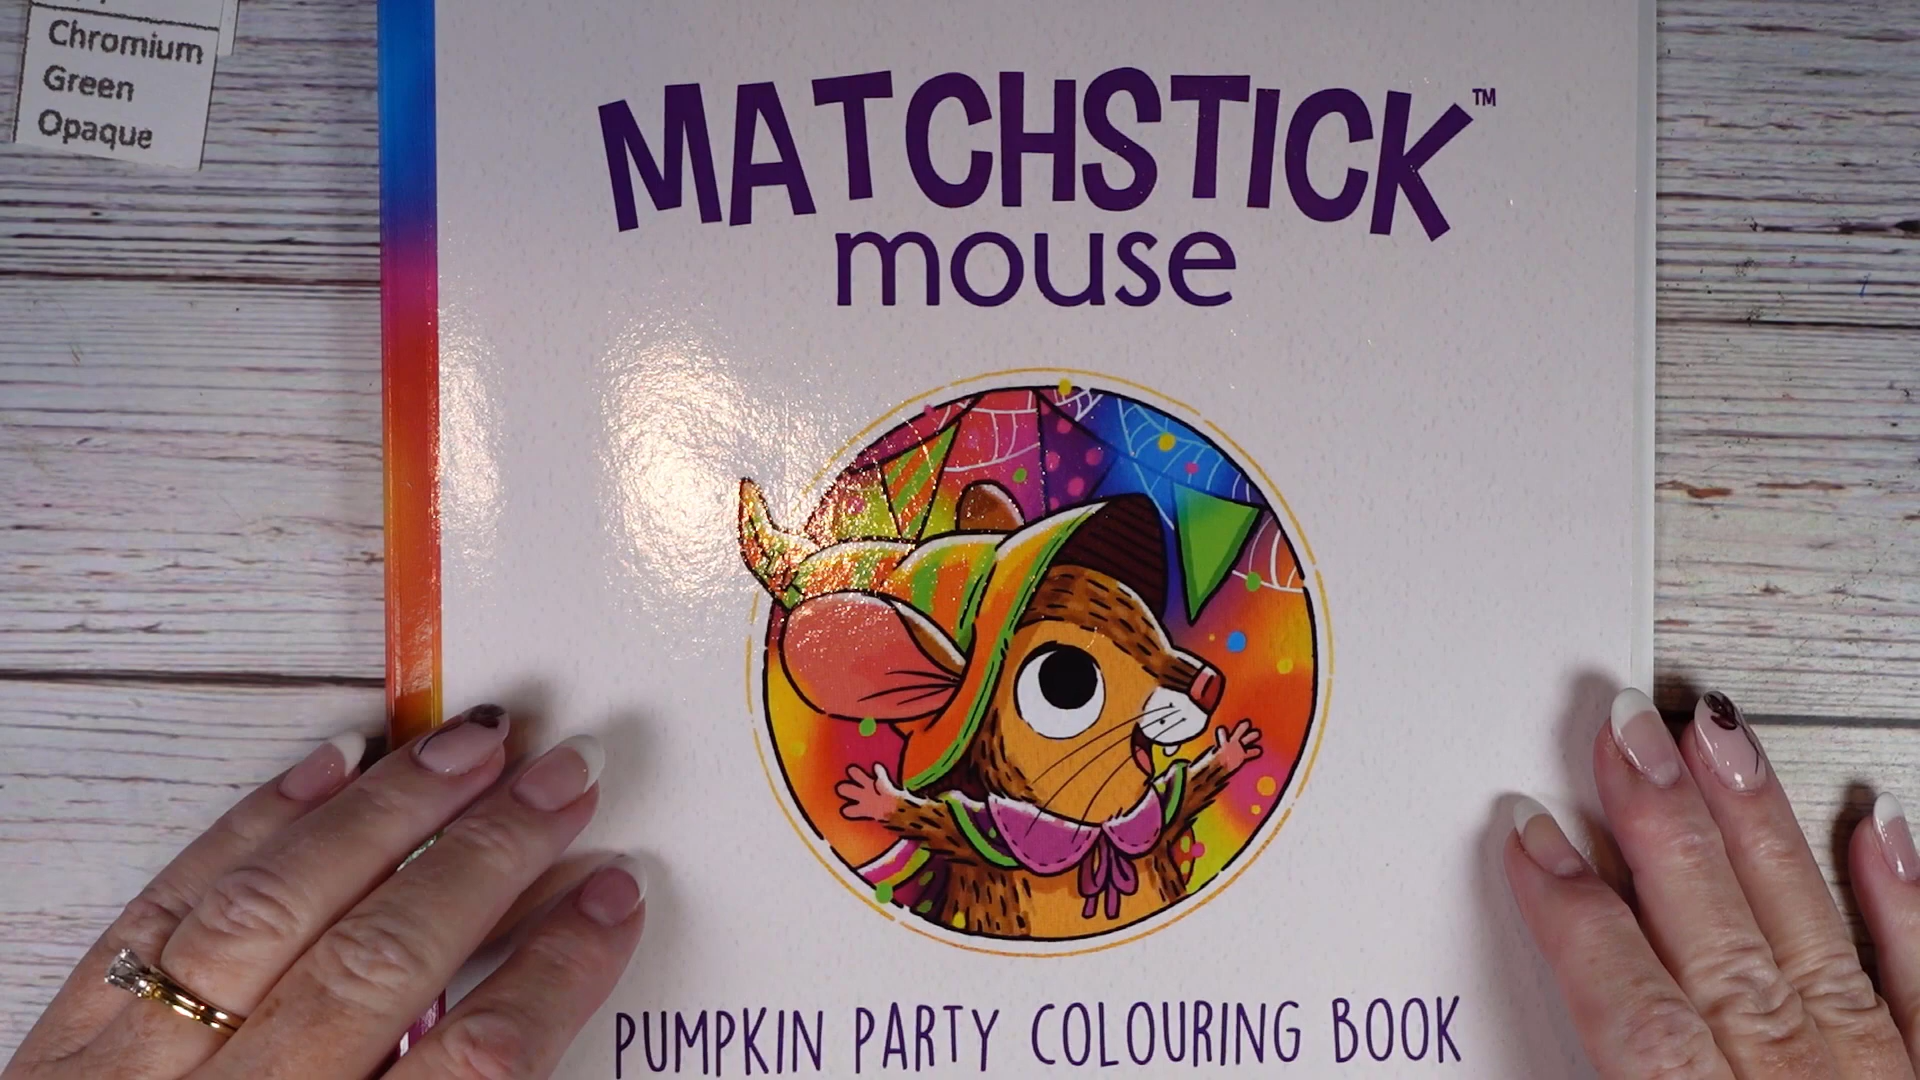 Chromium
Green
Opaque
MATCHSTICK™
mouse
PUMPKIN PARTY COLOURING BOOK